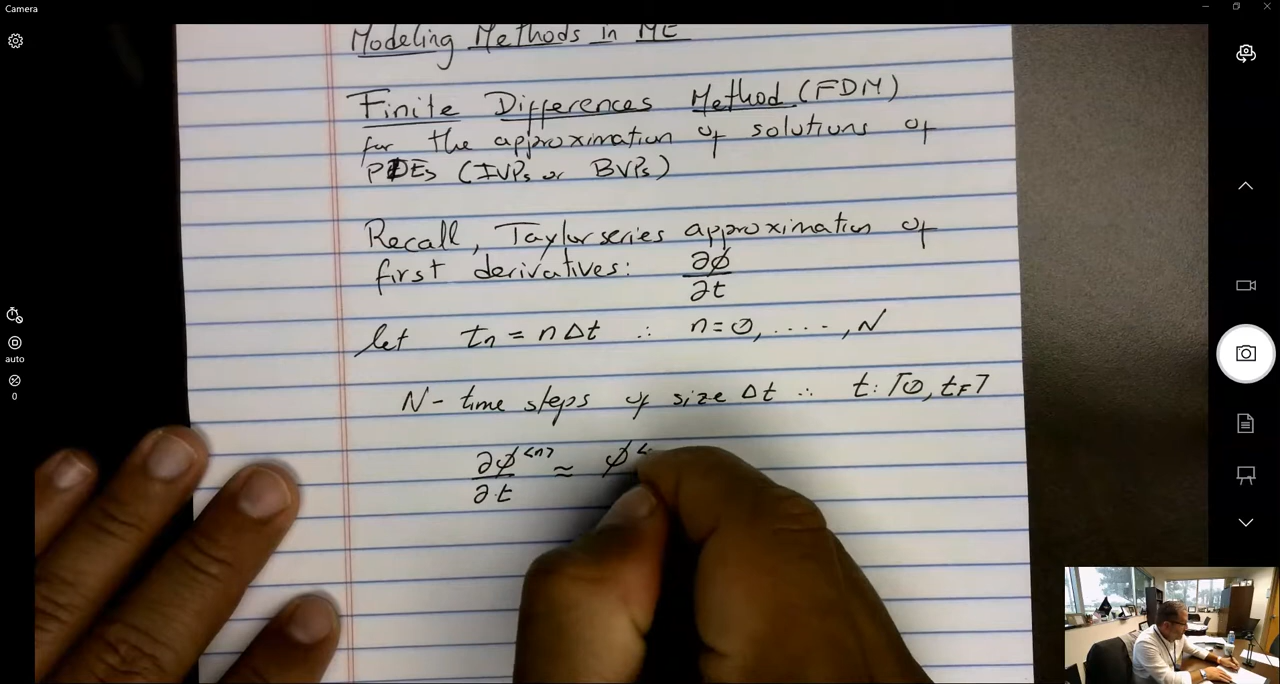 Camera
Modeling Methods in ME
Finite Differences Method (FDM)
for the approximation of solutions of
PDEs (IVPs or BVPs)
Recall, Taylor series approximation of
first derivatives: ∂ϕ/∂t
let tn = nΔt ∴ n=0,.....,N
N- time steps of size Δt ∴ t:[0,tF]
∂ϕ<n>/∂t ≈ ϕ<
auto
0